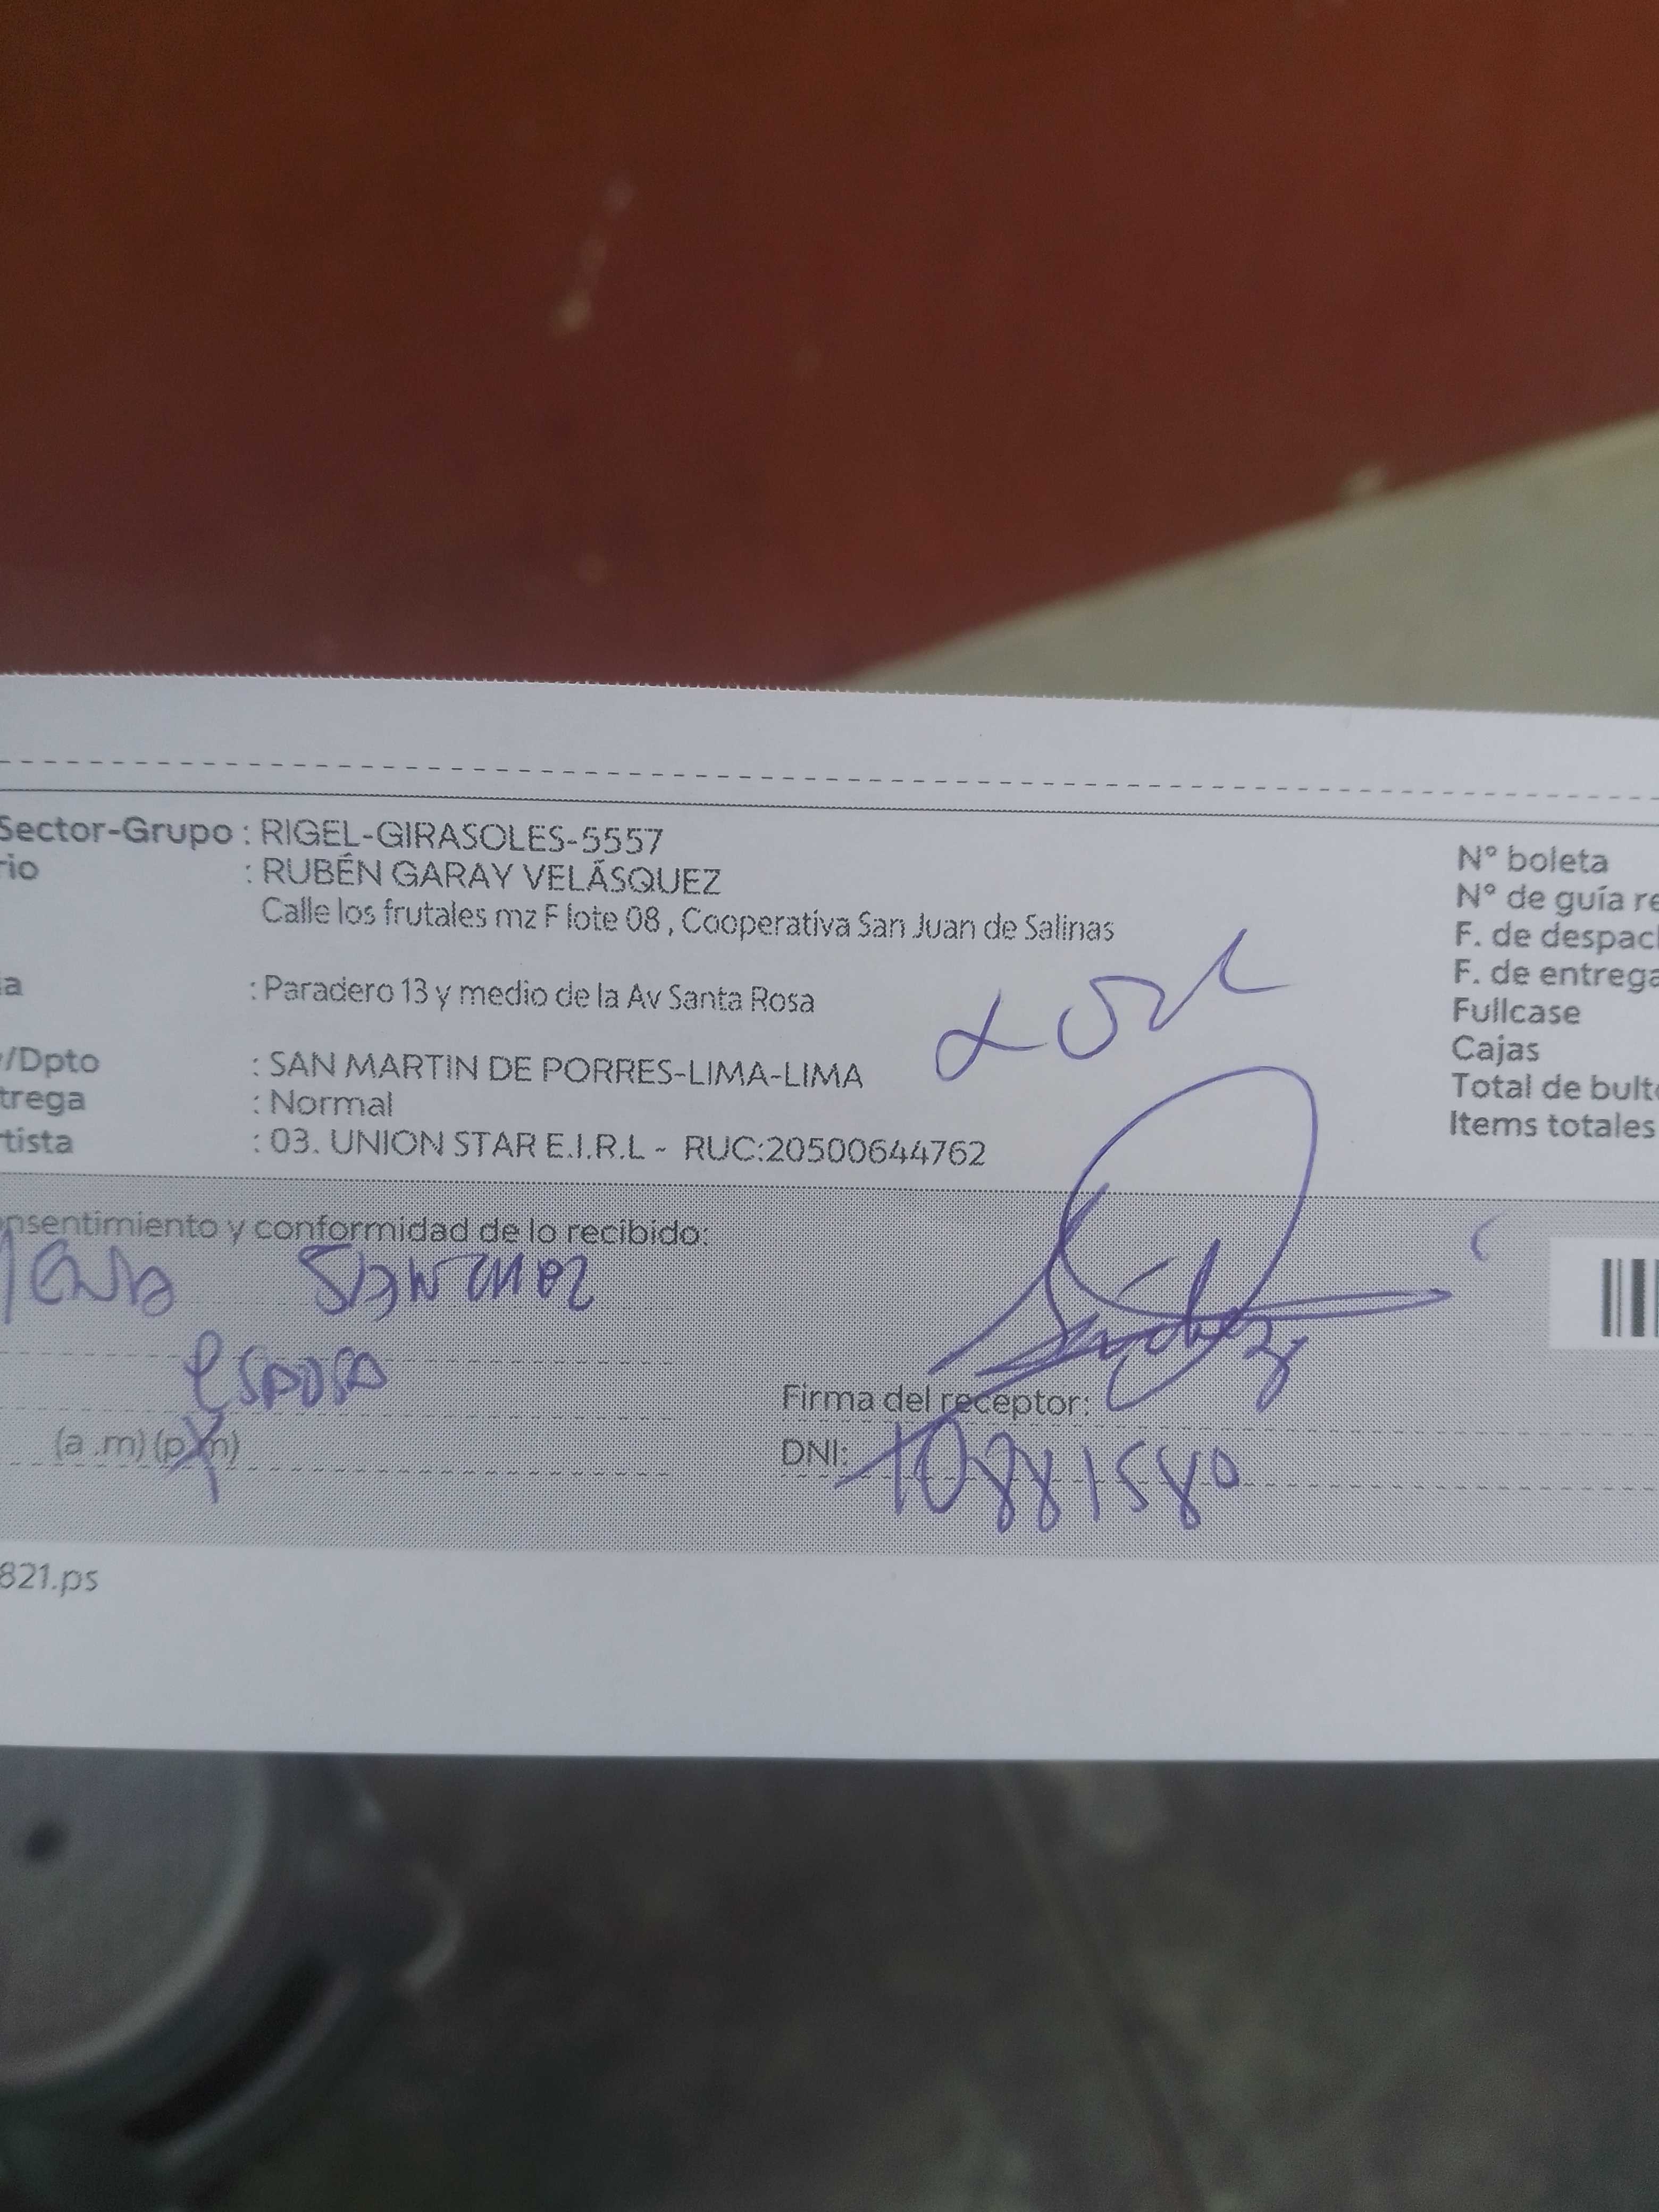 Sector-Grupo : RIGEL-GIRASOLES-5557
rio : RUBÉN GARAY VELÁSQUEZ
Calle los frutales mz F lote 08 , Cooperativa San Juan de Salinas
a : Paradero 13 y medio de la Av Santa Rosa
/Dpto : SAN MARTIN DE PORRES-LIMA-LIMA
trega : Normal
tista : 03. UNION STAR E.I.R.L - RUC:20500644762
N° boleta
N° de guía re
F. de despach
F. de entrega
Fullcase
Cajas
Total de bulto
Items totales
nsentimiento y conformidad de lo recibido:
SANCHEZ
esposa
(a .m) (p.m)
Firma del receptor:
DNI: 10881580
821.ps